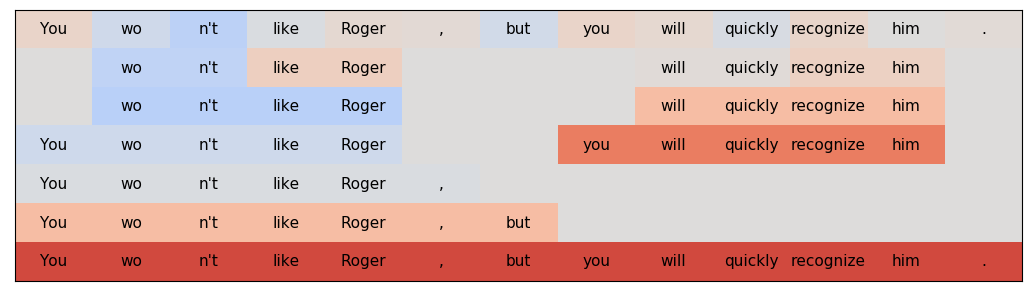 You wo n't like Roger , but you will quickly recognize him .
wo n't like Roger will quickly recognize him
wo n't like Roger will quickly recognize him
You wo n't like Roger you will quickly recognize him
You wo n't like Roger ,
You wo n't like Roger , but
You wo n't like Roger , but you will quickly recognize him .